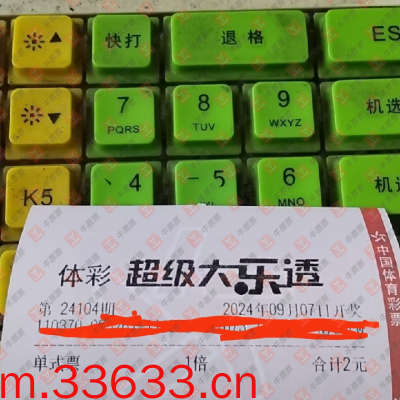 快打 退格 ES
7 8 9 机选
PQRS TUV WXYZ
K5 丶4 一5 6 机选
MNO
中国体育彩票
体彩 超级大乐透
第 24104期 2024年09月07日开奖
110370
单式票 1倍 合计2元
m.33633.cn